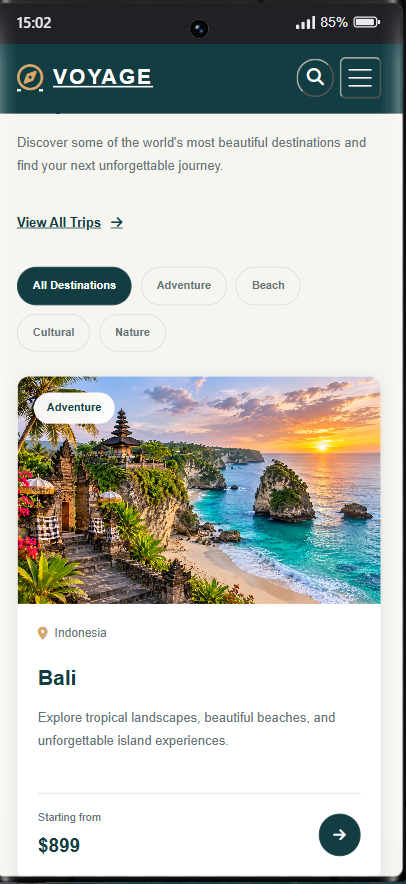 15:02
85%
VOYAGE
Discover some of the world's most beautiful destinations and
find your next unforgettable journey.
View All Trips →
All Destinations
Adventure
Beach
Cultural
Nature
Adventure
Indonesia
Bali
Explore tropical landscapes, beautiful beaches, and
unforgettable island experiences.
Starting from
$899